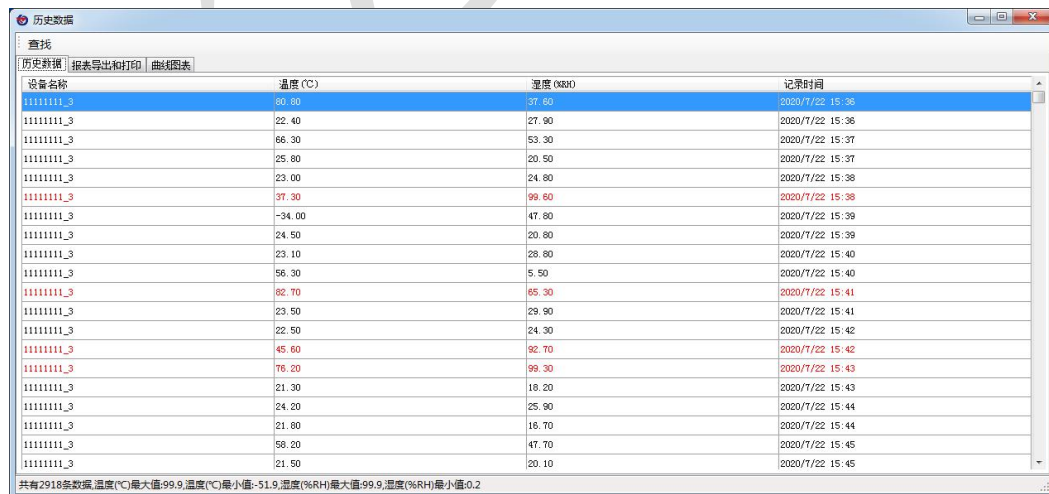 历史数据
查找
历史数据 报表导出和打印 曲线图表
设备名称 温度(℃) 湿度(%RH) 记录时间
11111111_3 80.80 37.60 2020/7/22 15:36
11111111_3 22.40 27.90 2020/7/22 15:36
11111111_3 66.30 53.30 2020/7/22 15:37
11111111_3 25.80 20.50 2020/7/22 15:37
11111111_3 23.00 24.80 2020/7/22 15:38
11111111_3 37.30 99.60 2020/7/22 15:38
11111111_3 -34.00 47.80 2020/7/22 15:39
11111111_3 24.50 20.80 2020/7/22 15:39
11111111_3 23.10 28.80 2020/7/22 15:40
11111111_3 56.30 5.50 2020/7/22 15:40
11111111_3 82.70 65.30 2020/7/22 15:41
11111111_3 23.50 29.90 2020/7/22 15:41
11111111_3 22.50 24.30 2020/7/22 15:42
11111111_3 45.60 92.70 2020/7/22 15:42
11111111_3 76.20 99.30 2020/7/22 15:43
11111111_3 21.30 18.20 2020/7/22 15:43
11111111_3 24.20 25.90 2020/7/22 15:44
11111111_3 21.80 16.70 2020/7/22 15:44
11111111_3 58.20 47.70 2020/7/22 15:45
11111111_3 21.50 20.10 2020/7/22 15:45
共有2918条数据,温度(℃)最大值:99.9,温度(℃)最小值:-51.9,湿度(%RH)最大值:99.9,湿度(%RH)最小值:0.2